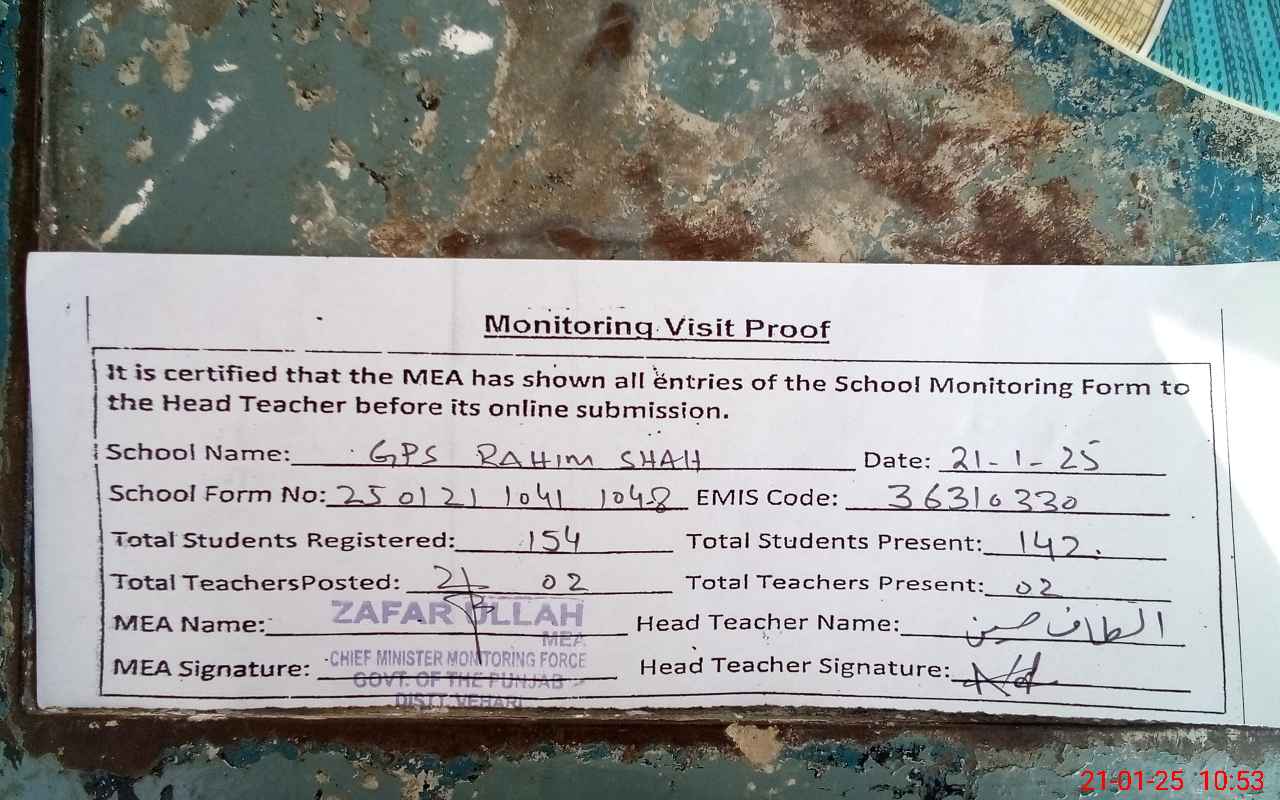 Monitoring Visit Proof
It is certified that the MEA has shown all entries of the School Monitoring Form to
the Head Teacher before its online submission.
School Name: GPS RAHIM SHAH Date: 21-1-25
School Form No: 250121 1041 1048 EMIS Code: 36310330
Total Students Registered: 154 Total Students Present: 142.
Total TeachersPosted: 02 Total Teachers Present: 02
MEA Name: ZAFAR ULLAH Head Teacher Name: الطاف حسین
MEA
MEA Signature: CHIEF MINISTER MONITORING FORCE Head Teacher Signature:
GOVT. OF THE PUNJAB
DISTT. VEHARI
21-01-25 10:53